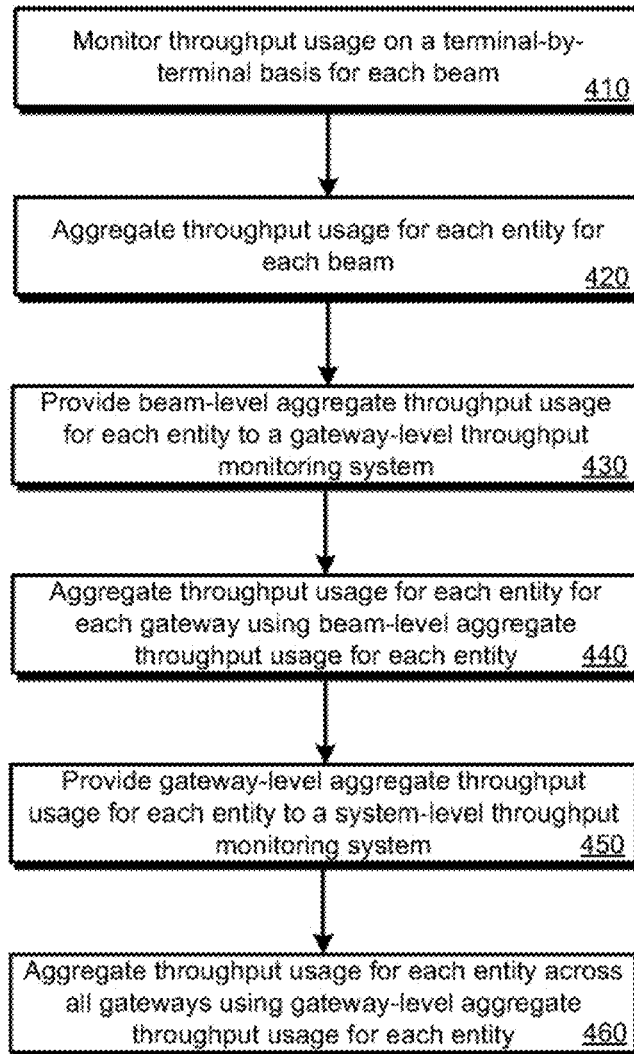 Monitor throughput usage on a terminal-by-
terminal basis for each beam
410
Aggregate throughput usage for each entity for
each beam
420
Provide beam-level aggregate throughput usage
for each entity to a gateway-level throughput
monitoring system
430
Aggregate throughput usage for each entity for
each gateway using beam-level aggregate
throughput usage for each entity
440
Provide gateway-level aggregate throughput
usage for each entity to a system-level throughput
monitoring system
450
Aggregate throughput usage for each entity across
all gateways using gateway-level aggregate
throughput usage for each entity
460